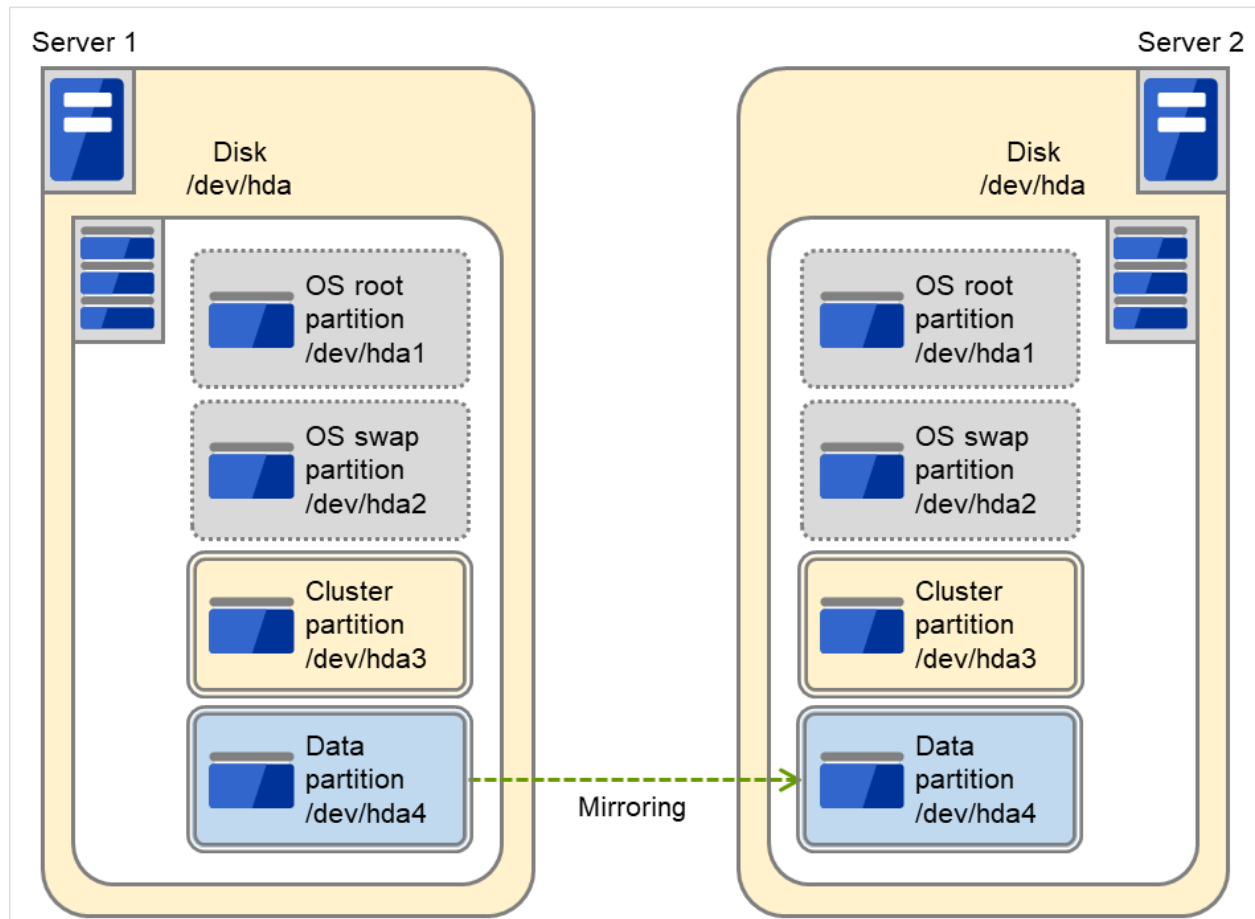 Server 1
Disk
/dev/hda
OS root
partition
/dev/hda1
OS swap
partition
/dev/hda2
Cluster
partition
/dev/hda3
Data
partition
/dev/hda4
Mirroring
Server 2
Disk
/dev/hda
OS root
partition
/dev/hda1
OS swap
partition
/dev/hda2
Cluster
partition
/dev/hda3
Data
partition
/dev/hda4